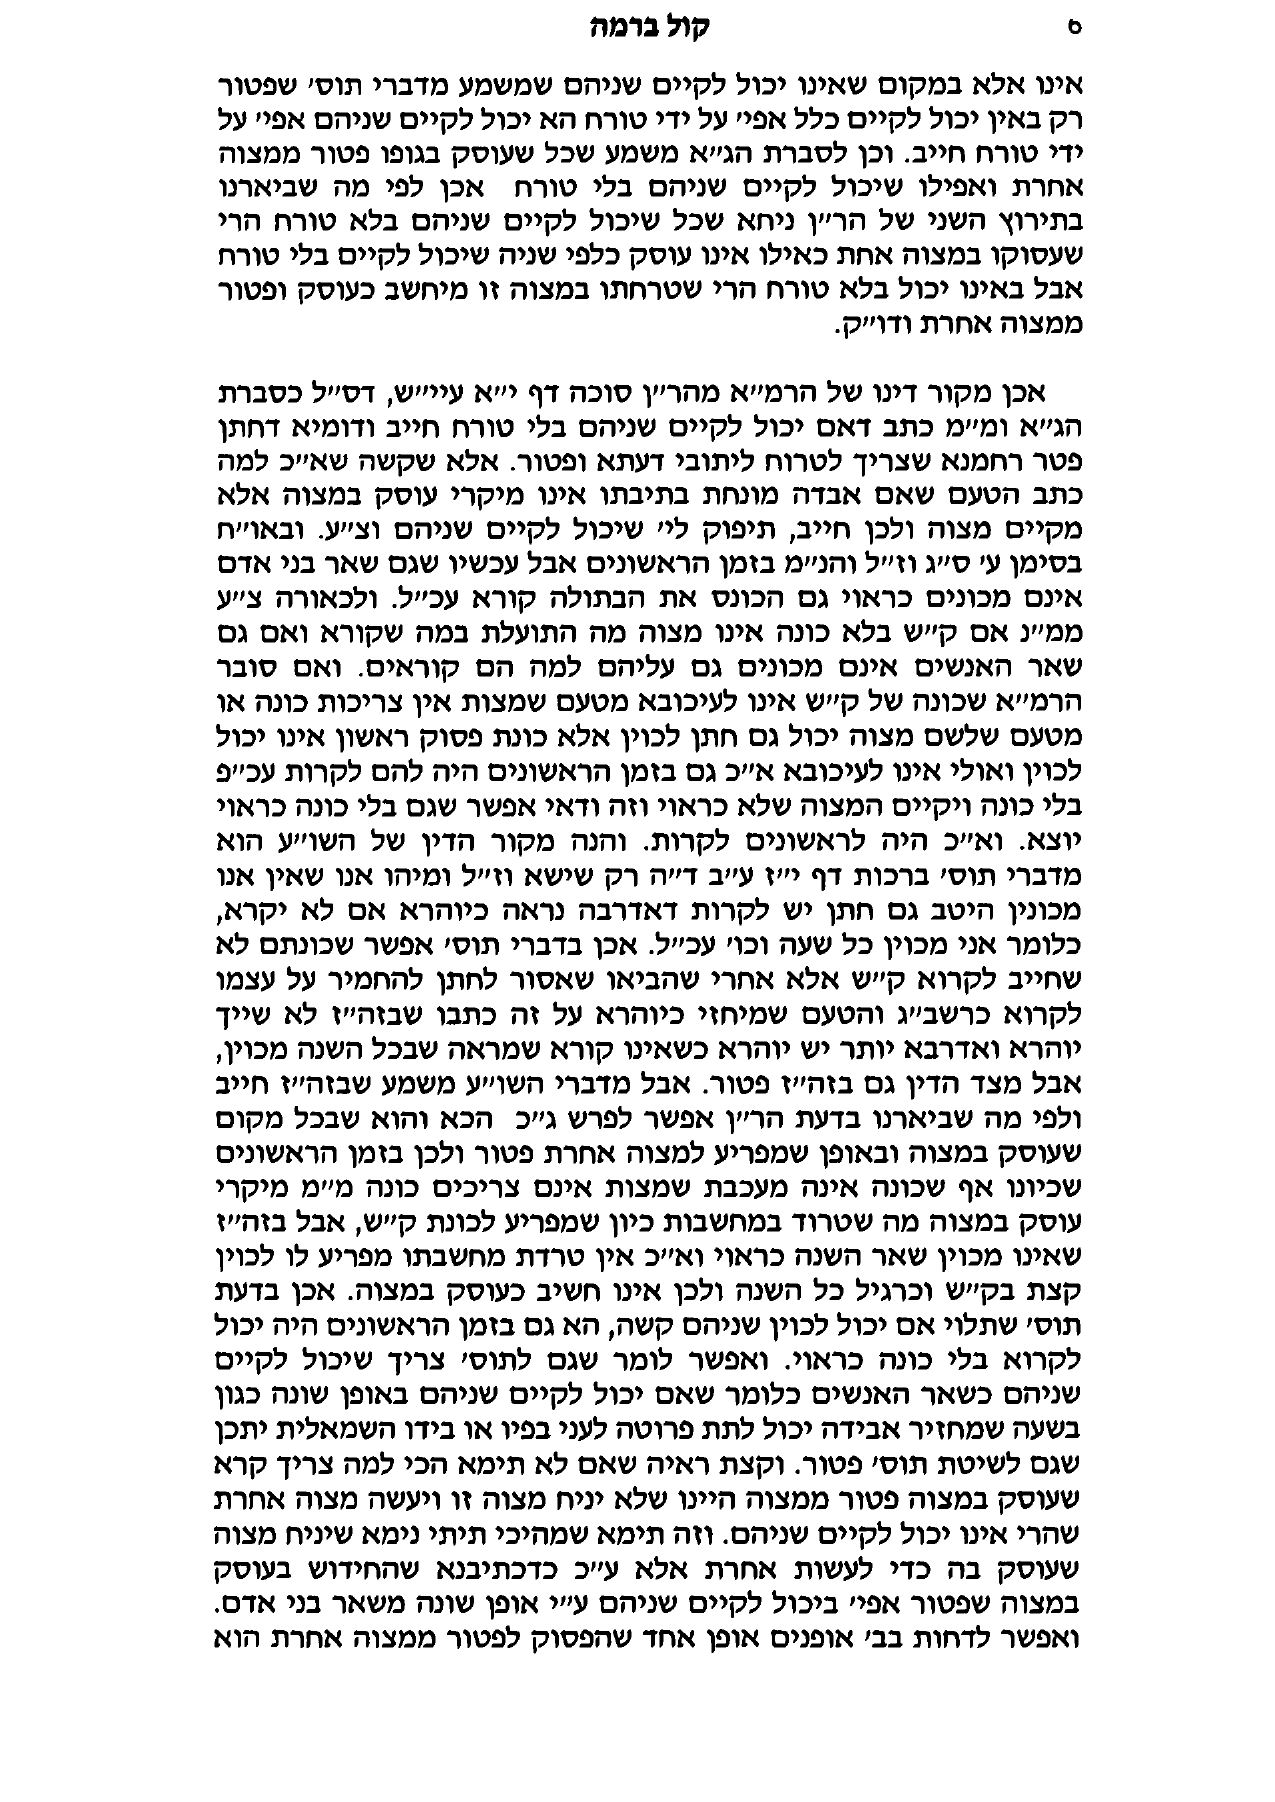 ס קול ברמה
אינו אלא במקום שאינו יכול לקיים שניהם שמשמע מדברי תוס׳ שפטור
רק באין יכול לקיים כלל אפי׳ על ידי טורח הא יכול לקיים שניהם אפי׳ על
ידי טורח חייב. וכן לסברת הג״א משמע שכל שעוסק בגופו פטור ממצוה
אחרת ואפילו שיכול לקיים שניהם בלי טורח אכן לפי מה שביארנו
בתירוץ השני של הר״ן ניחא שכל שיכול לקיים שניהם בלא טורח הרי
שעסוקו במצוה אחת כאילו אינו עוסק כלפי שניה שיכול לקיים בלי טורח
אבל באינו יכול בלא טורח הרי שטרחתו במצוה זו מיחשב כעוסק ופטור
ממצוה אחרת ודו״ק.
אכן מקור דינו של הרמ״א מהר״ן סוכה דף י״א עיי״ש, דס״ל כסברת
הג״א ומ״מ כתב דאם יכול לקיים שניהם בלי טורח חייב ודומיא דחתן
פטר רחמנא שצריך לטרוח ליתובי דעתא ופטור. אלא שקשה שא״כ למה
כתב הטעם שאם אבדה מונחת בתיבתו אינו מיקרי עוסק במצוה אלא
מקיים מצוה ולכן חייב, תיפוק לי׳ שיכול לקיים שניהם וצ״ע. ובאו״ח
בסימן ע׳ ס״ג וז״ל והנ״מ בזמן הראשונים אבל עכשיו שגם שאר בני אדם
אינם מכונים כראוי גם הכונס את הבתולה קורא עכ״ל. ולכאורה צ״ע
ממ״נ אם ק״ש בלא כונה אינו מצוה מה התועלת במה שקורא ואם גם
שאר האנשים אינם מכונים גם עליהם למה הם קוראים. ואם סובר
הרמ״א שכונה של ק״ש אינו לעיכובא מטעם שמצות אין צריכות כונה או
מטעם שלשם מצוה יכול גם חתן לכוין אלא כונת פסוק ראשון אינו יכול
לכוין ואולי אינו לעיכובא א״כ גם בזמן הראשונים היה להם לקרות עכ״פ
בלי כונה ויקיים המצוה שלא כראוי וזה ודאי אפשר שגם בלי כונה כראוי
יוצא. וא״כ היה לראשונים לקרות. והנה מקור הדין של השו״ע הוא
מדברי תוס׳ ברכות דף י״ז ע״ב ד״ה רק שישא וז״ל ומיהו אנו שאין אנו
מכונין היטב גם חתן יש לקרות דאדרבה נראה כיוהרא אם לא יקרא,
כלומר אני מכוין כל שעה וכו׳ עכ״ל. אכן בדברי תוס׳ אפשר שכונתם לא
שחייב לקרוא ק״ש אלא אחרי שהביאו שאסור לחתן להחמיר על עצמו
לקרוא כרשב״ג והטעם שמיחזי כיוהרא על זה כתבו שבזה״ז לא שייך
יוהרא ואדרבא יותר יש יוהרא כשאינו קורא שמראה שבכל השנה מכוין,
אבל מצד הדין גם בזה״ז פטור. אבל מדברי השו״ע משמע שבזה״ז חייב
ולפי מה שביארנו בדעת הר״ן אפשר לפרש ג״כ הכא והוא שבכל מקום
שעוסק במצוה ובאופן שמפריע למצוה אחרת פטור ולכן בזמן הראשונים
שכיונו אף שכונה אינה מעכבת שמצות אינם צריכים כונה מ״מ מיקרי
עוסק במצוה מה שטרוד במחשבות כיון שמפריע לכונת ק״ש, אבל בזה״ז
שאינו מכוין שאר השנה כראוי וא״כ אין טרדת מחשבתו מפריע לו לכוין
קצת בק״ש וכרגיל כל השנה ולכן אינו חשיב כעוסק במצוה. אכן בדעת
תוס׳ שתלוי אם יכול לכוין שניהם קשה, הא גם בזמן הראשונים היה יכול
לקרוא בלי כונה כראוי. ואפשר לומר שגם לתוס׳ צריך שיכול לקיים
שניהם כשאר האנשים כלומר שאם יכול לקיים שניהם באופן שונה כגון
בשעה שמחזיר אבידה יכול לתת פרוטה לעני בפיו או בידו השמאלית יתכן
שגם לשיטת תוס׳ פטור. וקצת ראיה שאם לא תימא הכי למה צריך קרא
שעוסק במצוה פטור ממצוה היינו שלא יניח מצוה זו ויעשה מצוה אחרת
שהרי אינו יכול לקיים שניהם. וזה תימא שמהיכי תיתי נימא שיניח מצוה
שעוסק בה כדי לעשות אחרת אלא ע״כ כדכתיבנא שהחידוש בעוסק
במצוה שפטור אפי׳ ביכול לקיים שניהם ע״י אופן שונה משאר בני אדם.
ואפשר לדחות בב׳ אופנים אופן אחד שהפסוק לפטור ממצוה אחרת הוא